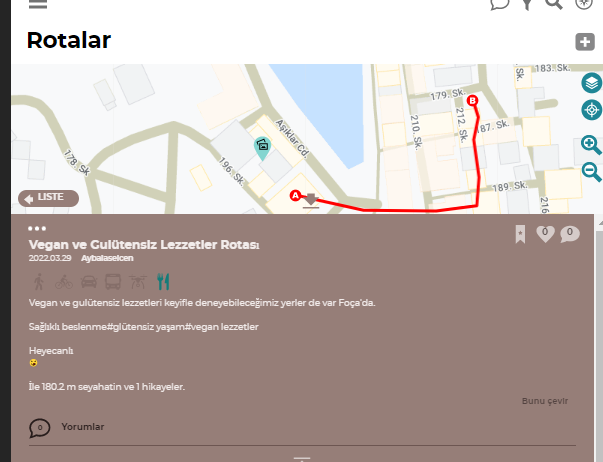 Rotalar
183. Sk.
Sk.
179. Sk.
B
Aşıklar Cd.
210. Sk.
212. Sk.
187. Sk.
178. Sk.
196. Sk.
189. Sk.
216
LISTE
A
Vegan ve Gulütensiz Lezzetler Rotası
0
0
2022.03.29 Aybalaselcen
Vegan ve gulütensiz lezzetleri keyifle deneyebileceğimiz yerler de var Foça'da.
Sağlıklı beslenme#glütensiz yaşam#vegan lezzetler
Heyecanlı
😮
İle 180.2 m seyahatin ve 1 hikayeler.
Bunu çevir
0 Yorumlar